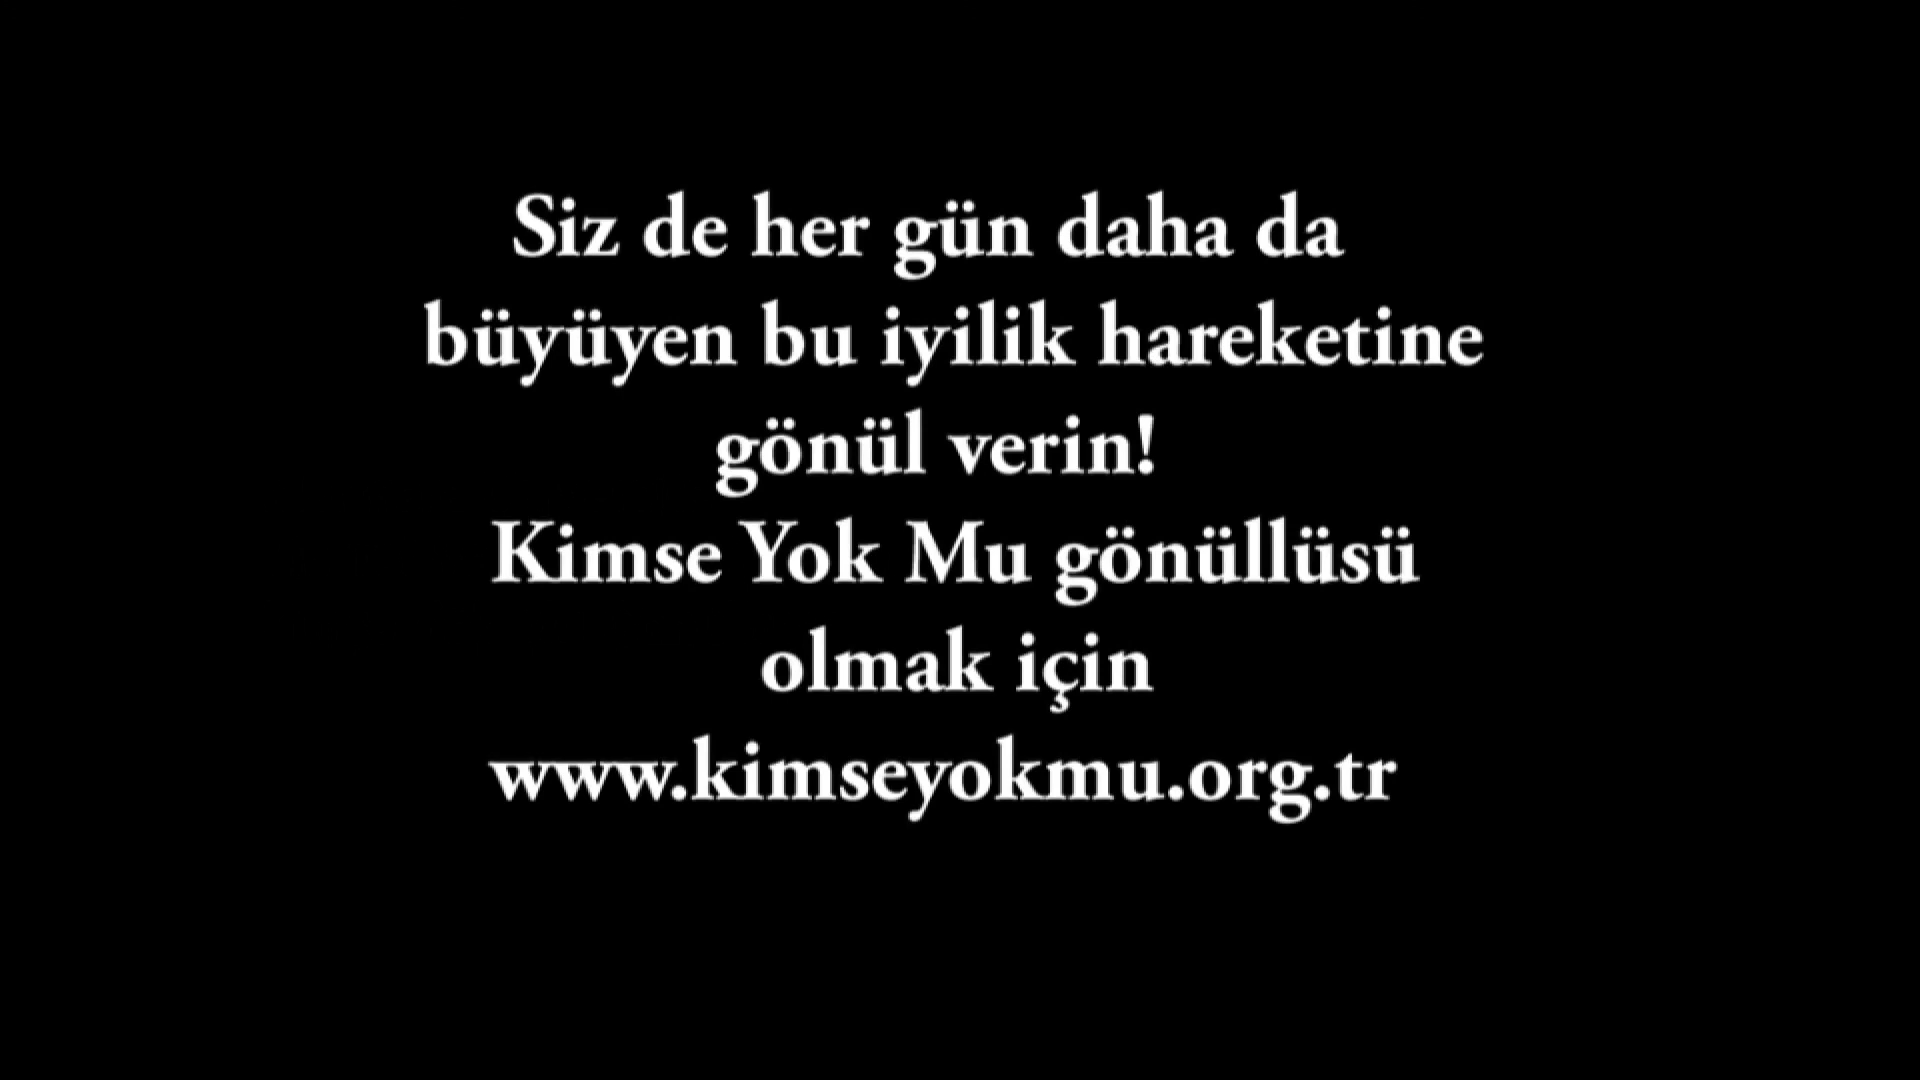 Siz de her gün daha da
büyüyen bu iyilik hareketine
gönül verin!
Kimse Yok Mu gönüllüsü
olmak için
www.kimseyokmu.org.tr